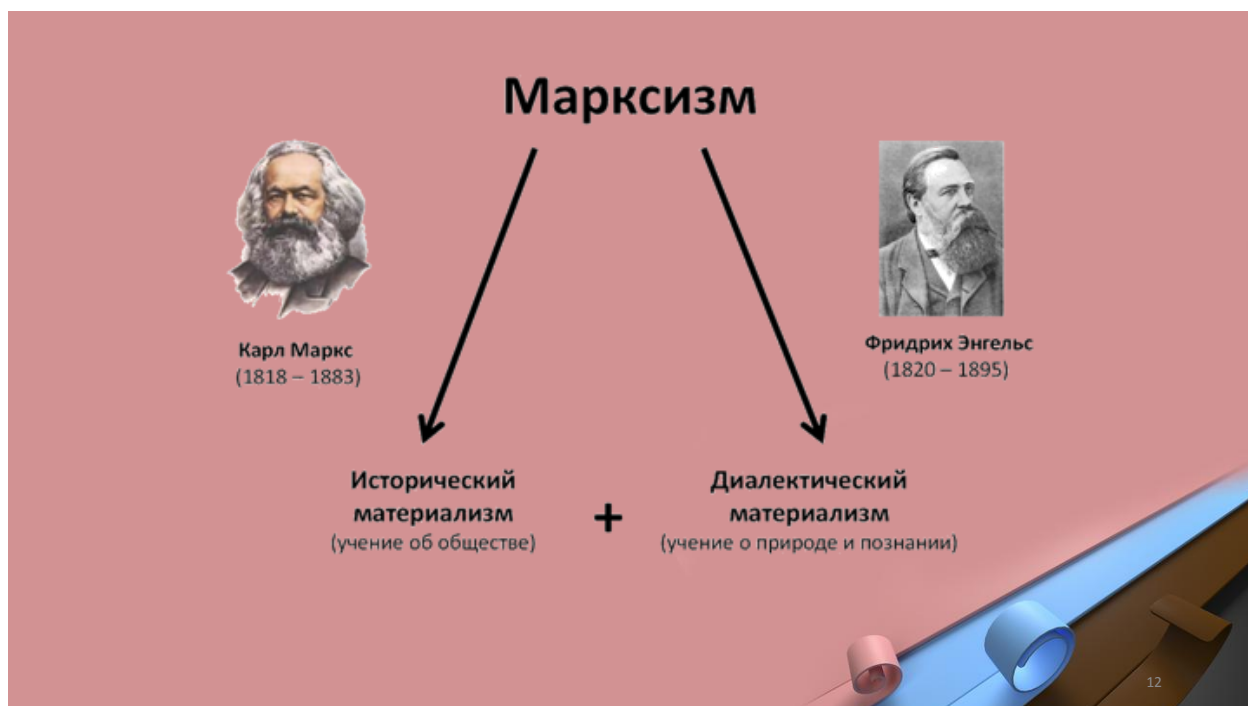 Марксизм
Карл Маркс
(1818 – 1883)
Фридрих Энгельс
(1820 – 1895)
Исторический
материализм
(учение об обществе)
+
Диалектический
материализм
(учение о природе и познании)
12